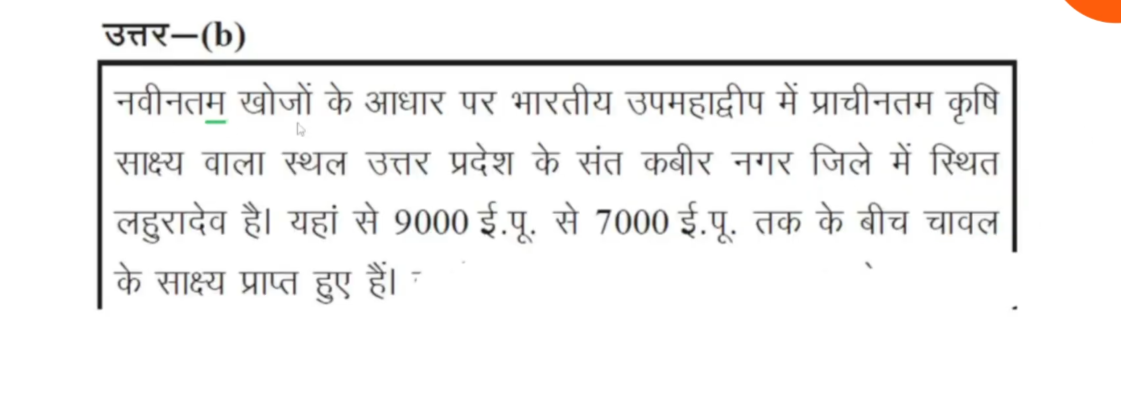 उत्तर–(b)
नवीनतम खोजों के आधार पर भारतीय उपमहाद्वीप में प्राचीनतम कृषि
साक्ष्य वाला स्थल उत्तर प्रदेश के संत कबीर नगर जिले में स्थित
लहुरादेव है। यहां से 9000 ई.पू. से 7000 ई.पू. तक के बीच चावल
के साक्ष्य प्राप्त हुए हैं।